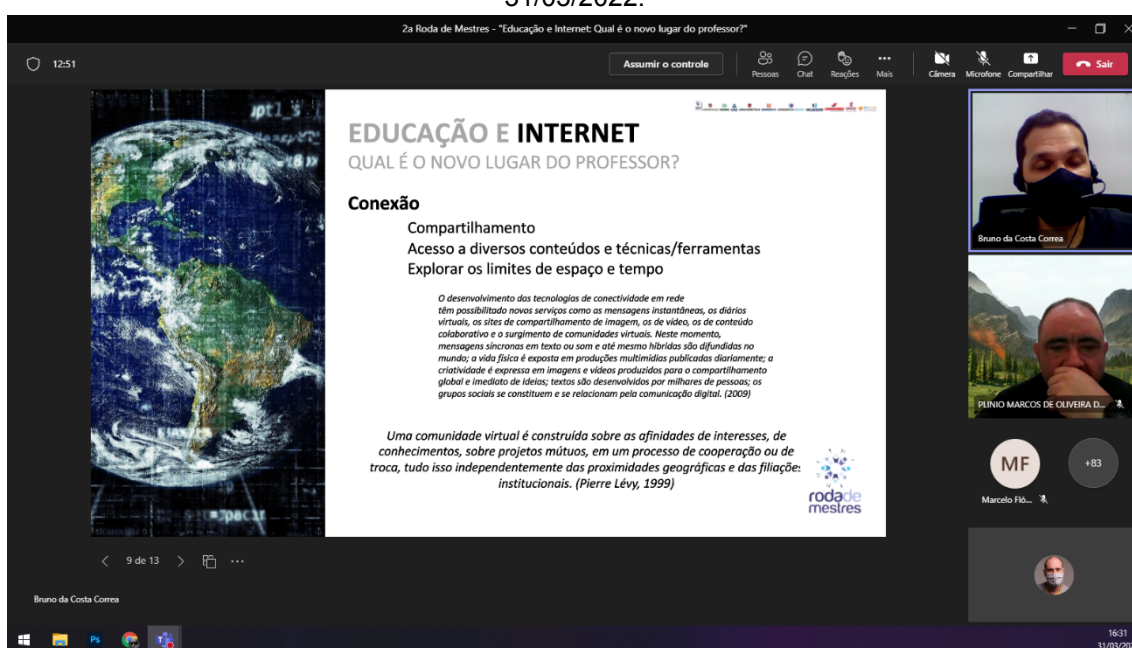 31/03/2022.
2a Roda de Mestres - "Educação e Internet: Qual é o novo lugar do professor?"
12:51
Assumir o controle
Pessoas
Chat
Reações
Mais
Câmera
Microfone
Compartilhar
Sair
EDUCAÇÃO E INTERNET
QUAL É O NOVO LUGAR DO PROFESSOR?
Conexão
Compartilhamento
Acesso a diversos conteúdos e técnicas/ferramentas
Explorar os limites de espaço e tempo
O desenvolvimento das tecnologias de conectividade em rede
têm possibilitado novos serviços como as mensagens instantâneas, os diários
virtuais, os sites de compartilhamento de imagem, os de vídeo, os de conteúdo
colaborativo e o surgimento de comunidades virtuais. Neste momento,
mensagens síncronas em texto ou som e até mesmo híbridas são difundidas no
mundo; a vida física é exposta em produções multimídias publicadas diariamente; a
criatividade é expressa em imagens e vídeos produzidos para o compartilhamento
global e imediato de ideias; textos são desenvolvidos por milhares de pessoas; os
grupos sociais se constituem e se relacionam pela comunicação digital. (2009)
Uma comunidade virtual é construída sobre as afinidades de interesses, de
conhecimentos, sobre projetos mútuos, em um processo de cooperação ou de
troca, tudo isso independentemente das proximidades geográficas e das filiações
institucionais. (Pierre Lévy, 1999)
roda de
mestres
Bruno da Costa Correa
PLINIO MARCOS DE OLIVEIRA D...
MF
+83
Marcelo Fló...
9 de 13
Bruno da Costa Correa
Ps
16:31
31/03/20